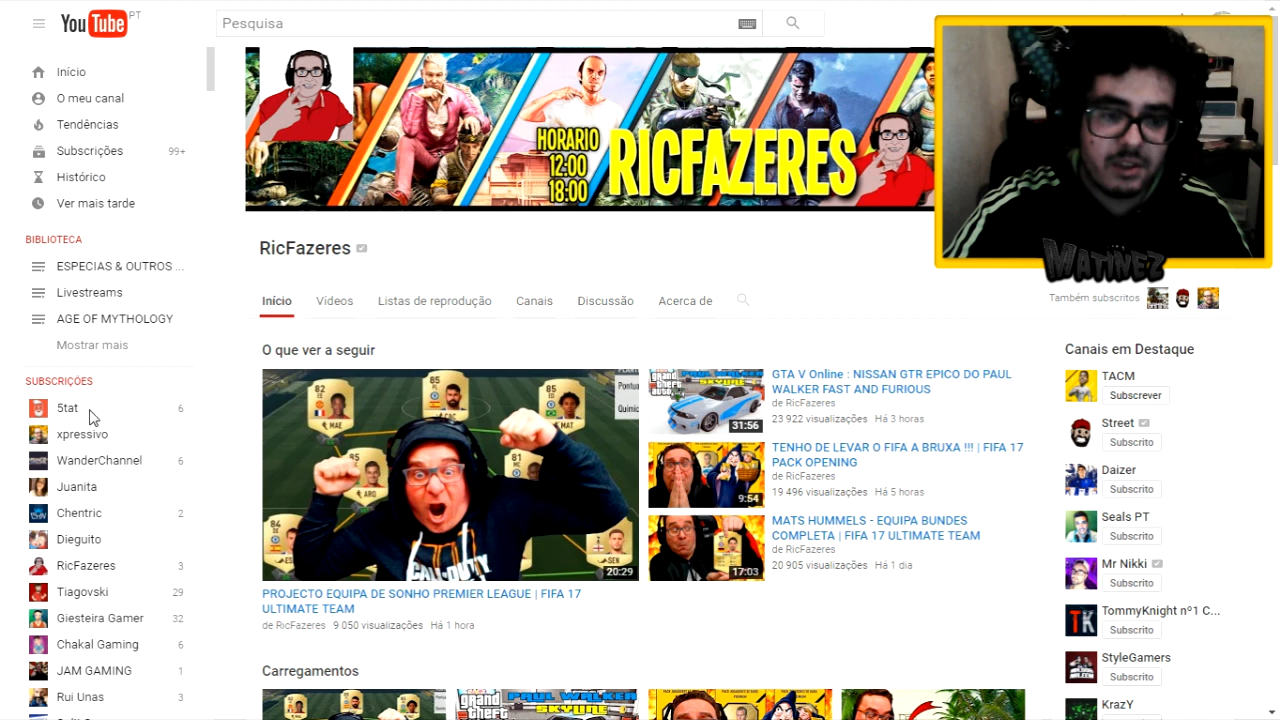 YouTube PT
Pesquisa
Início
O meu canal
Tendências
Subscrições 99+
Histórico
Ver mais tarde
BIBLIOTECA
ESPECIAS & OUTROS ...
Livestreams
AGE OF MYTHOLOGY
Mostrar mais
SUBSCRIÇÕES
5tat 6
xpressivo
WanderChannel 6
Juanita
Chentric 2
Dieguito
RicFazeres 3
Tiagovski 29
Giesteira Gamer 32
Chakal Gaming 6
JAM GAMING 1
Rui Unas 3
HORARIO
12:00
18:00
RICFAZERES
MATINEZ
RicFazeres
Início Vídeos Listas de reprodução Canais Discussão Acerca de
Também subscritos
O que ver a seguir
20:29
PROJECTO EQUIPA DE SONHO PREMIER LEAGUE | FIFA 17
ULTIMATE TEAM
de RicFazeres 9 050 visualizações Há 1 hora
31:56
GTA V Online : NISSAN GTR EPICO DO PAUL
WALKER FAST AND FURIOUS
de RicFazeres
23 922 visualizações Há 3 horas
9:54
TENHO DE LEVAR O FIFA A BRUXA !!! | FIFA 17
PACK OPENING
de RicFazeres
19 496 visualizações Há 5 horas
17:03
MATS HUMMELS - EQUIPA BUNDES
COMPLETA | FIFA 17 ULTIMATE TEAM
de RicFazeres
20 905 visualizações Há 1 dia
Carregamentos
Canais em Destaque
TACM
Subscrever
Street
Subscrito
Daizer
Subscrito
Seals PT
Subscrito
Mr Nikki
Subscrito
TommyKnight nº1 C...
Subscrito
StyleGamers
Subscrito
KrazY